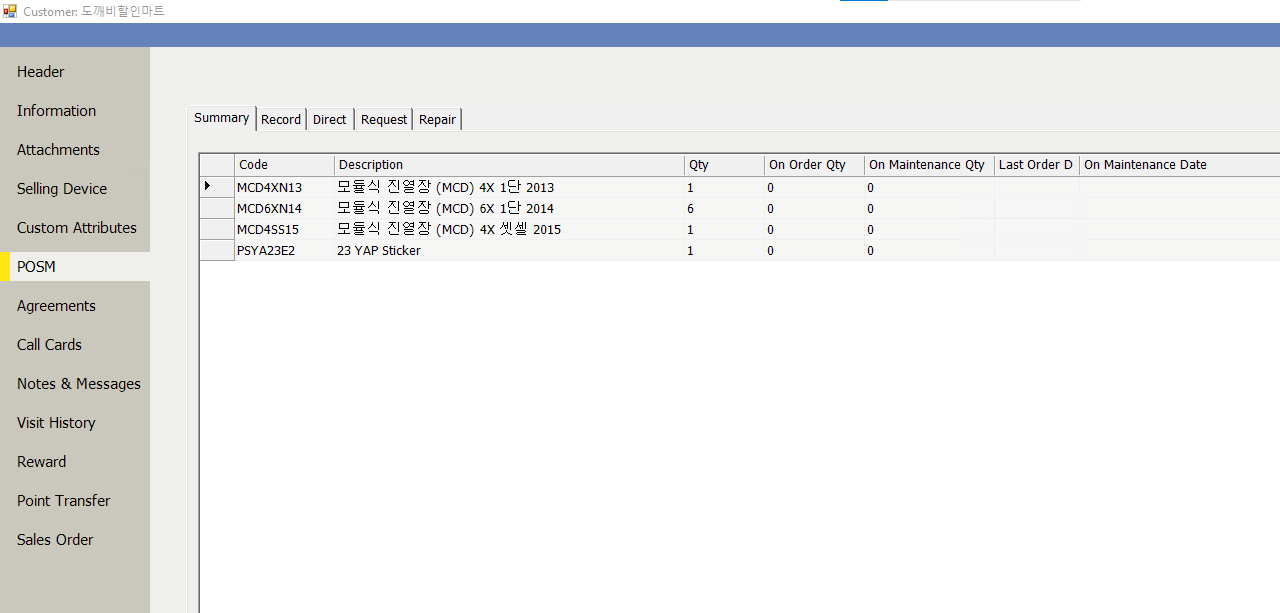 Customer: 도깨비할인마트
Header
Information
Attachments
Selling Device
Custom Attributes
POSM
Agreements
Call Cards
Notes & Messages
Visit History
Reward
Point Transfer
Sales Order
Summary Record Direct Request Repair
Code Description Qty On Order Qty On Maintenance Qty Last Order D On Maintenance Date
MCD4XN13 모듈식 진열장 (MCD) 4X 1단 2013 1 0 0
MCD6XN14 모듈식 진열장 (MCD) 6X 1단 2014 6 0 0
MCD4SS15 모듈식 진열장 (MCD) 4X 셋셀 2015 1 0 0
PSYA23E2 23 YAP Sticker 1 0 0